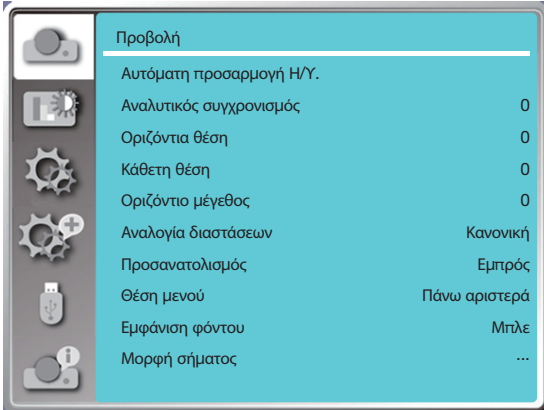 Προβολή
Αυτόματη προσαρμογή Η/Υ.
Αναλυτικός συγχρονισμός 0
Οριζόντια θέση 0
Κάθετη θέση 0
Οριζόντιο μέγεθος 0
Αναλογία διαστάσεων Κανονική
Προσανατολισμός Εμπρός
Θέση μενού Πάνω αριστερά
Εμφάνιση φόντου Μπλε
Μορφή σήματος ...